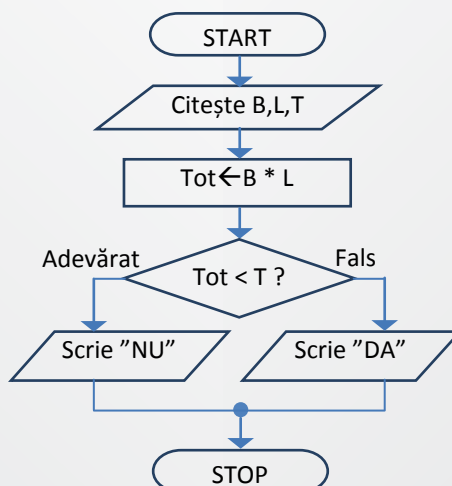 START
Citește B,L,T
Tot←B * L
Adevărat
Fals
Tot < T ?
Scrie ”NU”
Scrie ”DA”
STOP